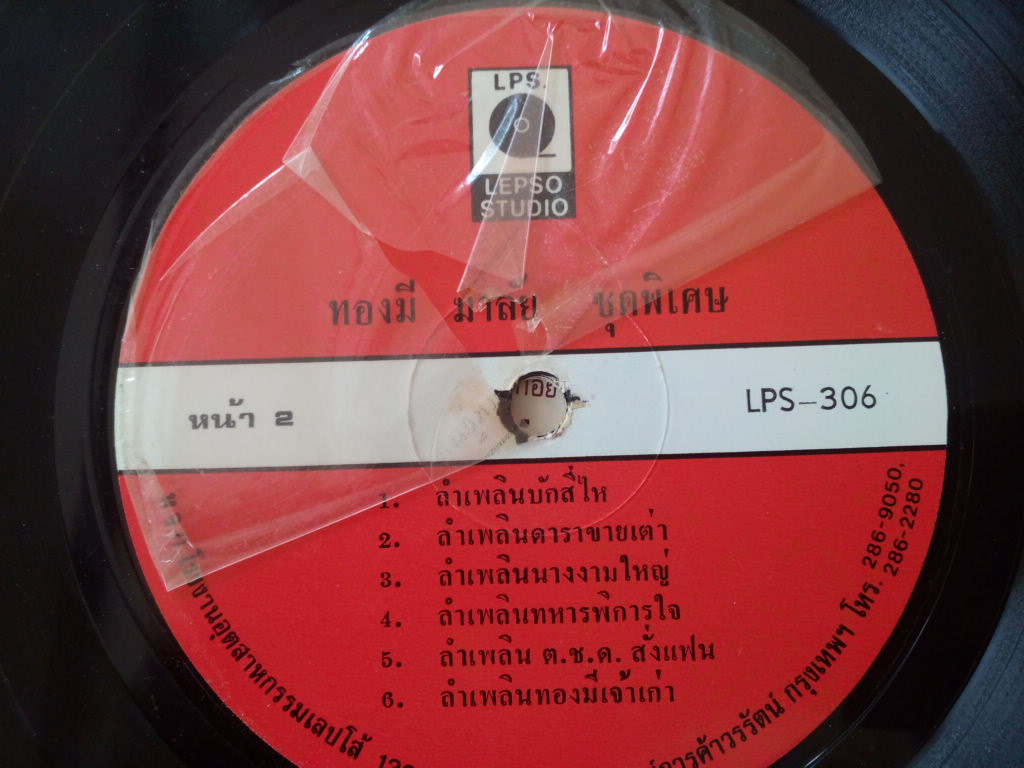 LPS.
LEPSO
STUDIO
ทองมี มาลัย ชุดพิเศษ
หน้า 2
LPS-306
1. ลำเพลินบักสี่ไห
2. ลำเพลินดาราขายเต่า
3. ลำเพลินนางงามใหญ่
4. ลำเพลินทหารพิการใจ
5. ลำเพลิน ต.ช.ด. สั่งแฟน
6. ลำเพลินทองมีเจ้าเก่า
โรงงานอุตสาหกรรมเลปโส้
การค้าวรรัตน์ กรุงเทพฯ โทร. 286-9050,
286-2280